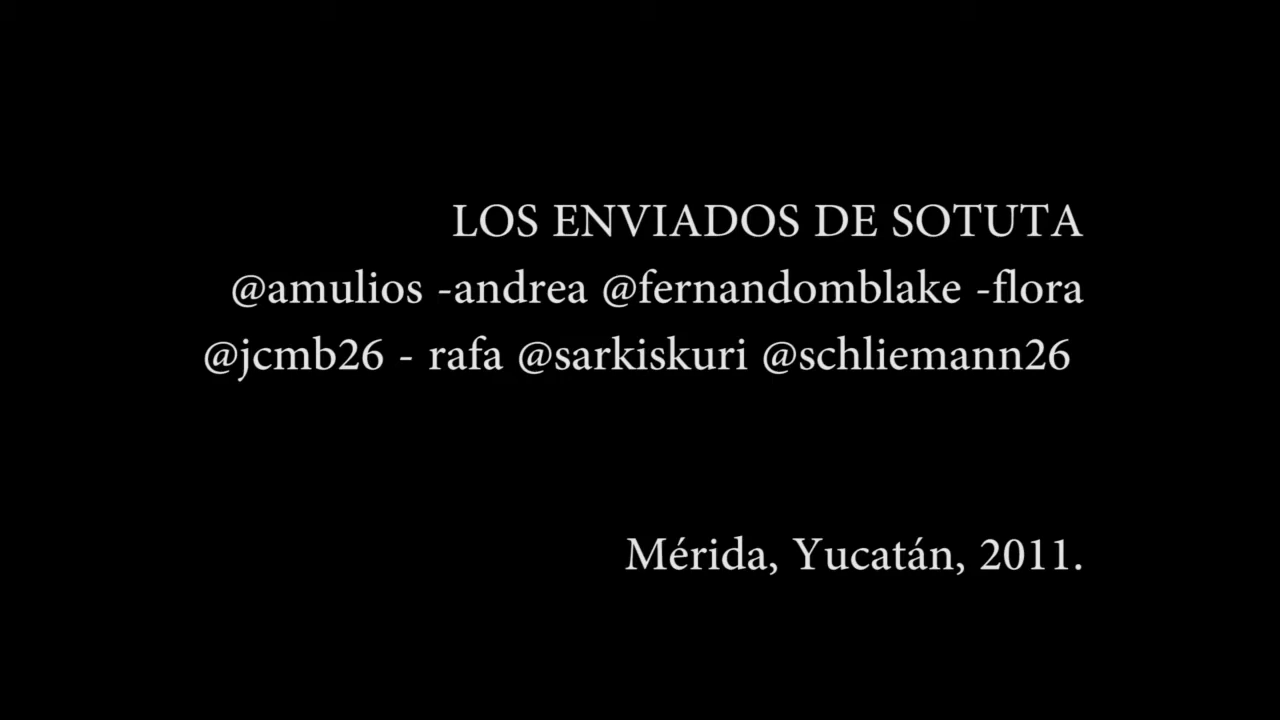 LOS ENVIADOS DE SOTUTA
@amulios -andrea @fernandomblake -flora
@jcmb26 - rafa @sarkiskuri @schliemann26
Mérida, Yucatán, 2011.